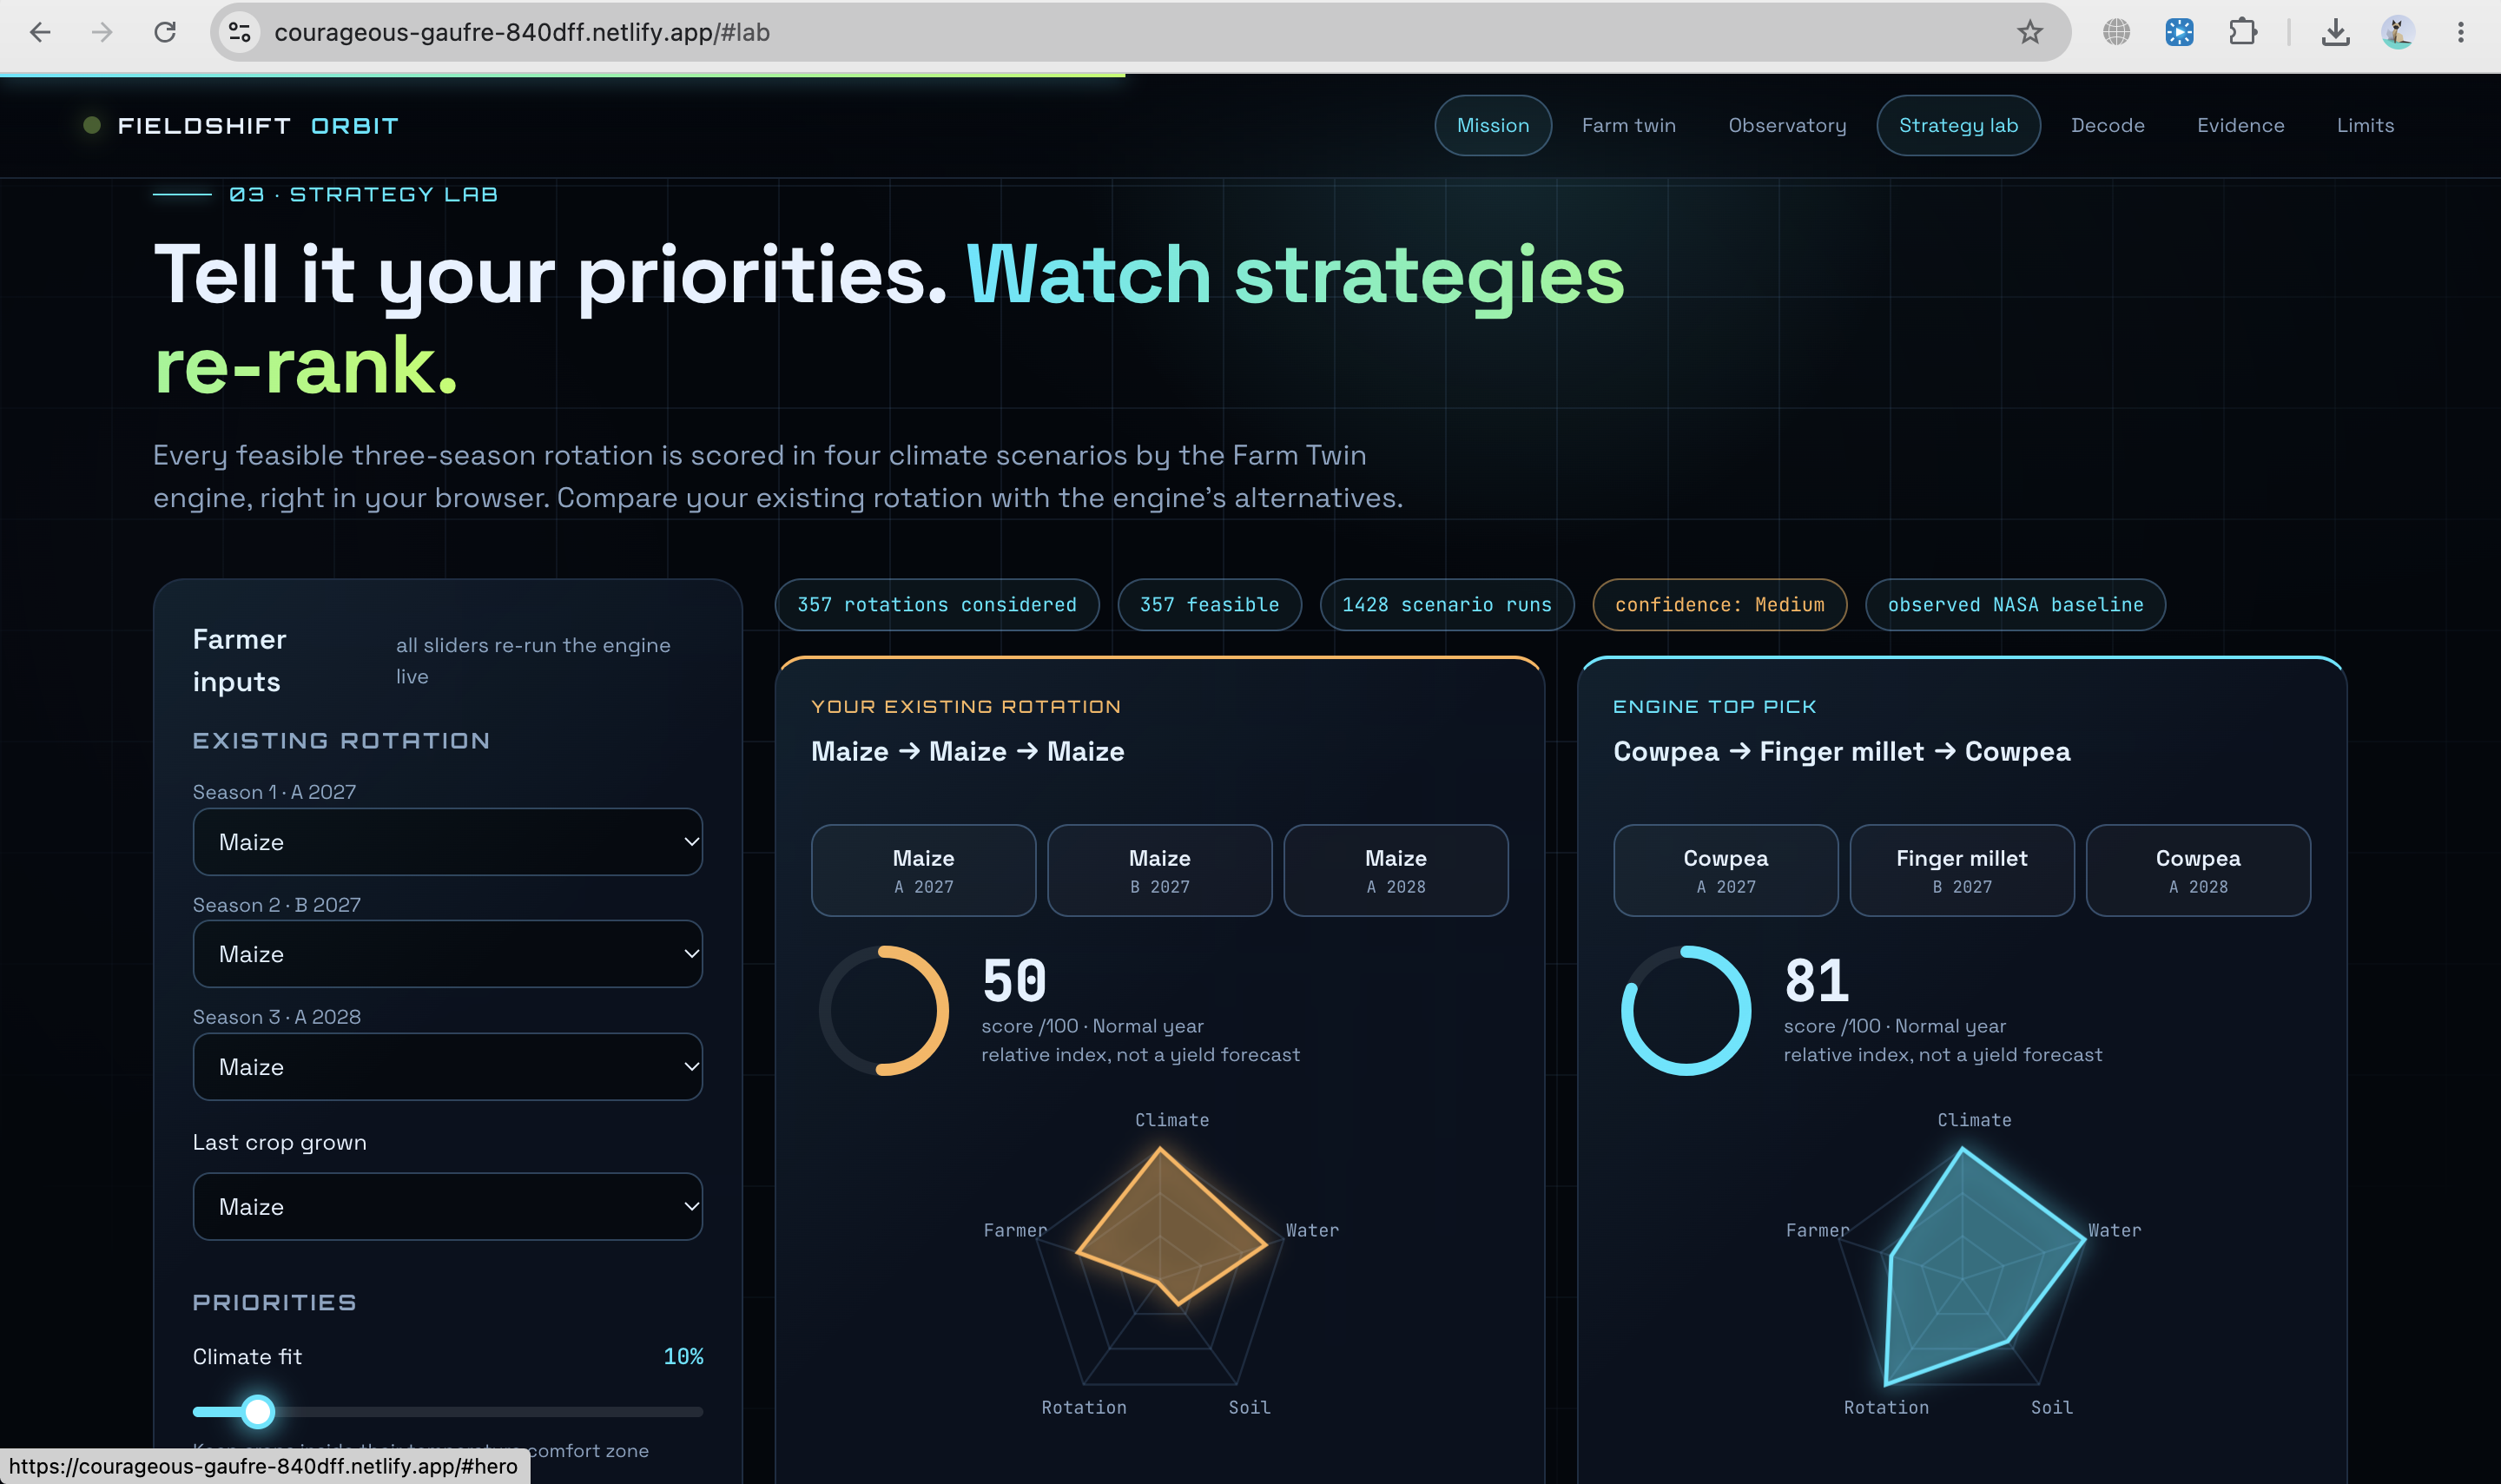 courageous-gaufre-840dff.netlify.app/#lab
FIELDSHIFT ORBIT
Mission
Farm twin
Observatory
Strategy lab
Decode
Evidence
Limits
03 · STRATEGY LAB
Tell it your priorities. Watch strategies
re-rank.
Every feasible three-season rotation is scored in four climate scenarios by the Farm Twin
engine, right in your browser. Compare your existing rotation with the engine's alternatives.
Farmer
inputs
all sliders re-run the engine
live
EXISTING ROTATION
Season 1 · A 2027
Maize
Season 2 · B 2027
Maize
Season 3 · A 2028
Maize
Last crop grown
Maize
PRIORITIES
Climate fit
10%
Keep crops inside their temperature comfort zone
357 rotations considered
357 feasible
1428 scenario runs
confidence: Medium
observed NASA baseline
YOUR EXISTING ROTATION
Maize → Maize → Maize
Maize
A 2027
Maize
B 2027
Maize
A 2028
50
score /100 · Normal year
relative index, not a yield forecast
Climate
Farmer
Water
Rotation
Soil
ENGINE TOP PICK
Cowpea → Finger millet → Cowpea
Cowpea
A 2027
Finger millet
B 2027
Cowpea
A 2028
81
score /100 · Normal year
relative index, not a yield forecast
Climate
Farmer
Water
Rotation
Soil
https://courageous-gaufre-840dff.netlify.app/#hero